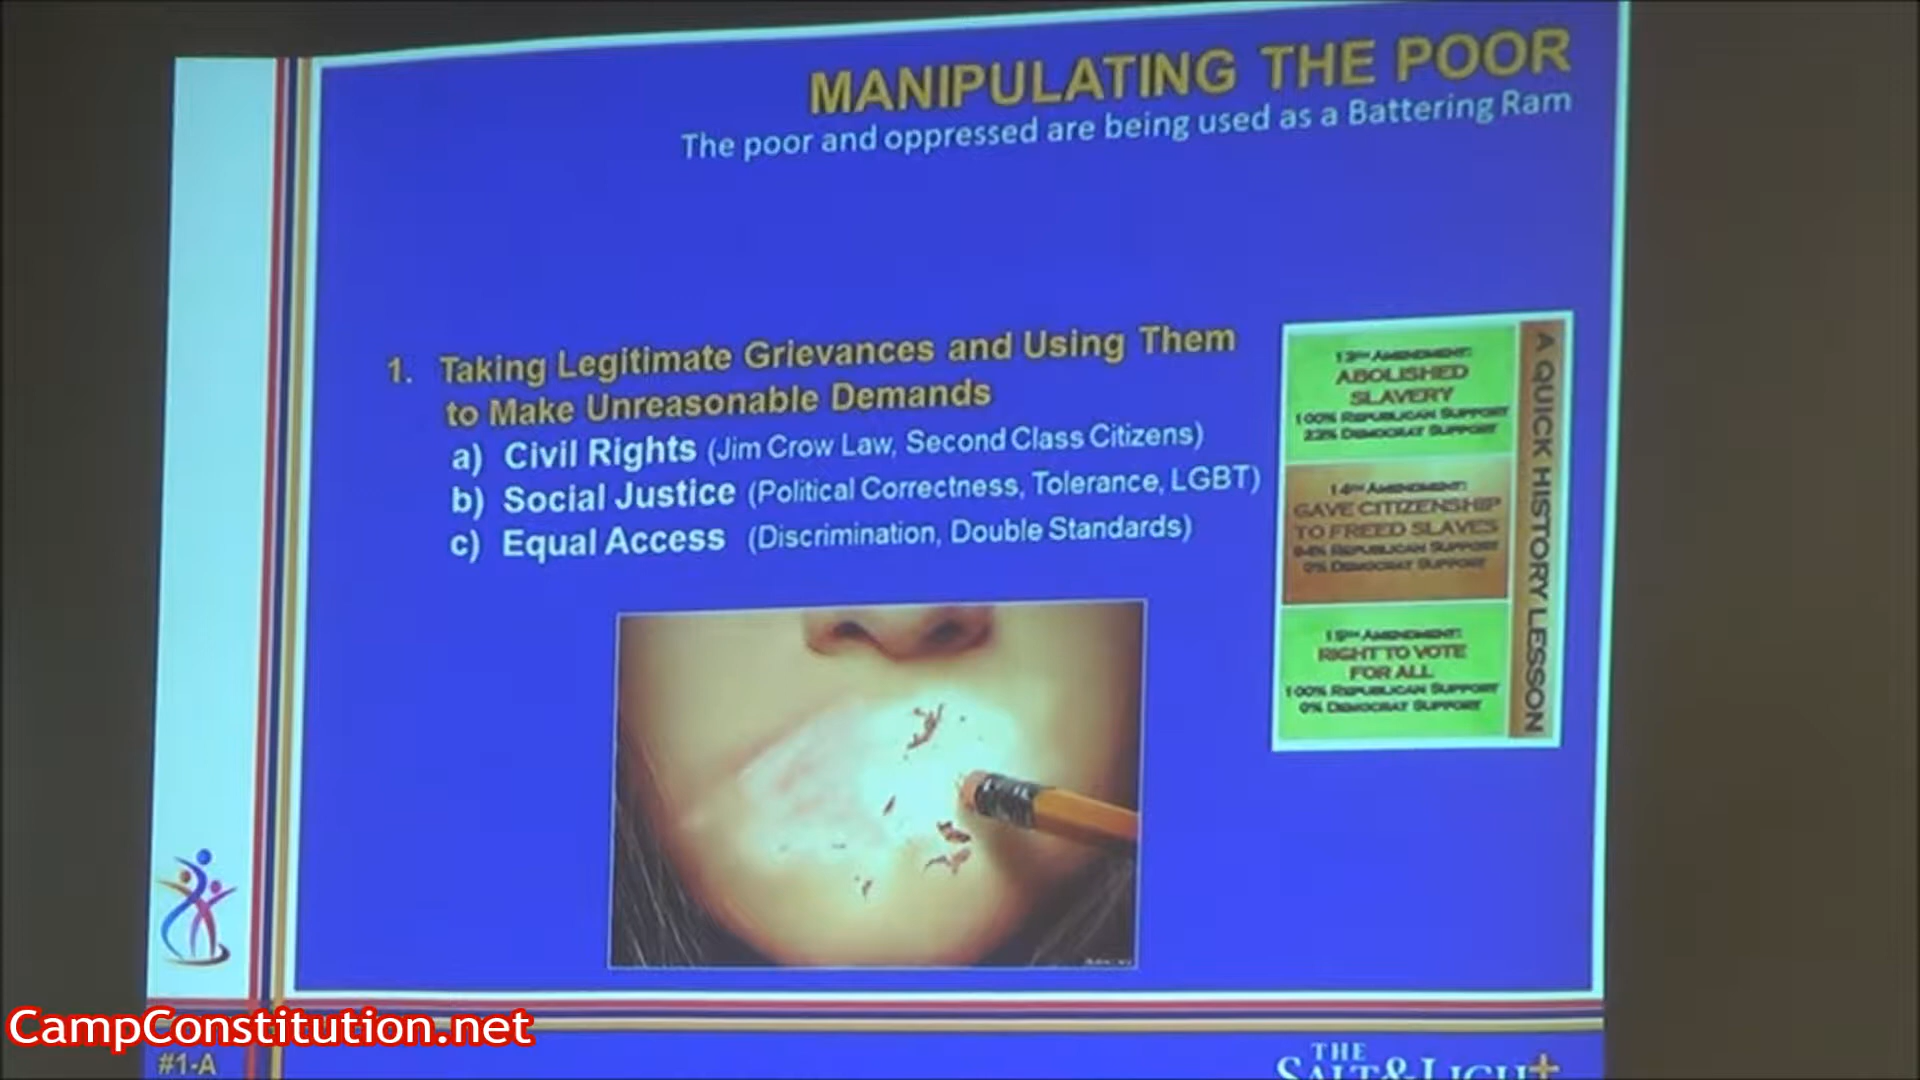 MANIPULATING THE POOR
The poor and oppressed are being used as a Battering Ram
1. Taking Legitimate Grievances and Using Them
to Make Unreasonable Demands
a) Civil Rights (Jim Crow Law, Second Class Citizens)
b) Social Justice (Political Correctness, Tolerance, LGBT)
c) Equal Access (Discrimination, Double Standards)
13TH AMENDMENT:
ABOLISHED
SLAVERY
100% REPUBLICAN SUPPORT
23% DEMOCRAT SUPPORT
14TH AMENDMENT:
GAVE CITIZENSHIP
TO FREED SLAVES
94% REPUBLICAN SUPPORT
0% DEMOCRAT SUPPORT
15TH AMENDMENT:
RIGHT TO VOTE
FOR ALL
100% REPUBLICAN SUPPORT
0% DEMOCRAT SUPPORT
A QUICK HISTORY LESSON
CampConstitution.net
#1-A
THE
SALT & LIGHT